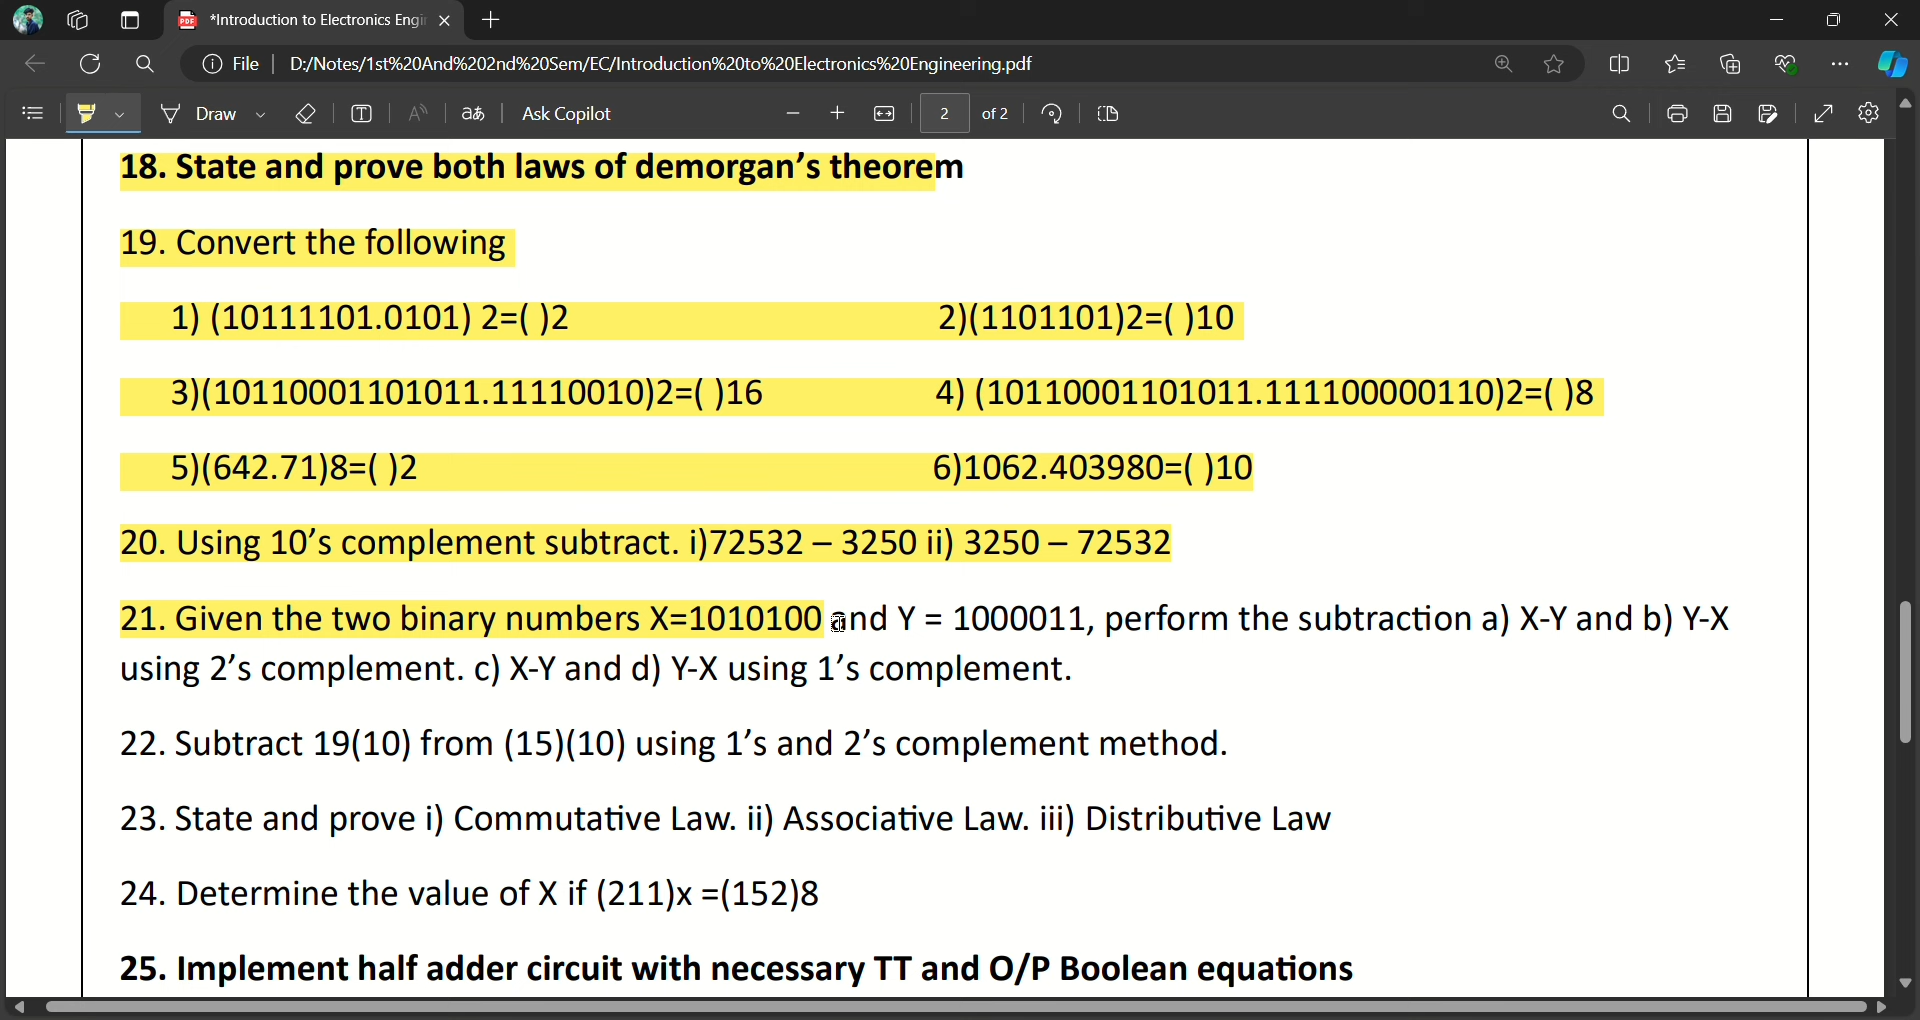 *Introduction to Electronics Engi
File
D:/Notes/1st%20And%202nd%20Sem/EC/Introduction%20to%20Electronics%20Engineering.pdf
Draw
aあ
Ask Copilot
2 of 2
18. State and prove both laws of demorgan’s theorem
19. Convert the following
1) (10111101.0101) 2=( )2 2)(1101101)2=( )10
3)(10110001101011.11110010)2=( )16 4) (10110001101011.111100000110)2=( )8
5)(642.71)8=( )2 6)1062.403980=( )10
20. Using 10’s complement subtract. i)72532 – 3250 ii) 3250 – 72532
21. Given the two binary numbers X=1010100 and Y = 1000011, perform the subtraction a) X-Y and b) Y-X
using 2’s complement. c) X-Y and d) Y-X using 1’s complement.
22. Subtract 19(10) from (15)(10) using 1’s and 2’s complement method.
23. State and prove i) Commutative Law. ii) Associative Law. iii) Distributive Law
24. Determine the value of X if (211)x =(152)8
25. Implement half adder circuit with necessary TT and O/P Boolean equations